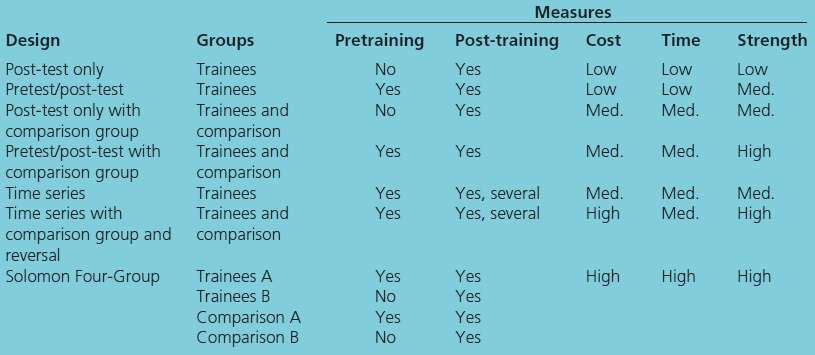 Measures
Design Groups Pretraining Post-training Cost Time Strength
Post-test only Trainees No Yes Low Low Low
Pretest/post-test Trainees Yes Yes Low Low Med.
Post-test only with Trainees and No Yes Med. Med. Med.
comparison group comparison
Pretest/post-test with Trainees and Yes Yes Med. Med. High
comparison group comparison
Time series Trainees Yes Yes, several Med. Med. Med.
Time series with Trainees and Yes Yes, several High Med. High
comparison group and comparison
reversal
Solomon Four-Group Trainees A Yes Yes High High High
Trainees B No Yes
Comparison A Yes Yes
Comparison B No Yes